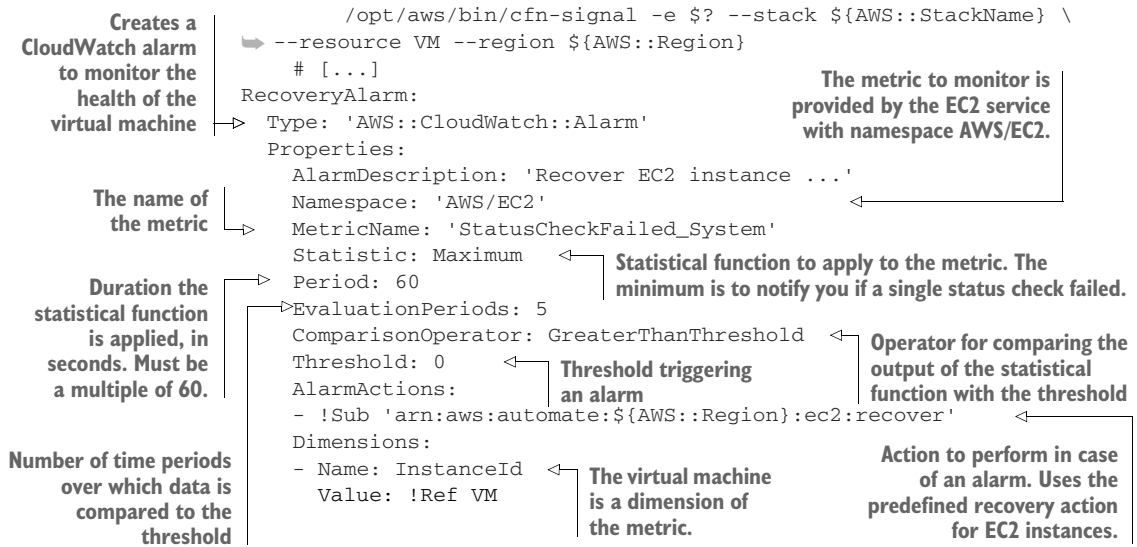 /opt/aws/bin/cfn-signal -e $? --stack ${AWS::StackName} \
➥ --resource VM --region ${AWS::Region}
# [...]
RecoveryAlarm:
Type: 'AWS::CloudWatch::Alarm'
Properties:
AlarmDescription: 'Recover EC2 instance ...'
Namespace: 'AWS/EC2'
MetricName: 'StatusCheckFailed_System'
Statistic: Maximum
Period: 60
EvaluationPeriods: 5
ComparisonOperator: GreaterThanThreshold
Threshold: 0
AlarmActions:
- !Sub 'arn:aws:automate:${AWS::Region}:ec2:recover'
Dimensions:
- Name: InstanceId
Value: !Ref VM
Creates a
CloudWatch alarm
to monitor the
health of the
virtual machine
The metric to monitor is
provided by the EC2 service
with namespace AWS/EC2.
The name of
the metric
Statistical function to apply to the metric. The
minimum is to notify you if a single status check failed.
Duration the
statistical function
is applied, in
seconds. Must be
a multiple of 60.
Operator for comparing the
output of the statistical
function with the threshold
Threshold triggering
an alarm
Number of time periods
over which data is
compared to the
threshold
The virtual machine
is a dimension of
the metric.
Action to perform in case
of an alarm. Uses the
predefined recovery action
for EC2 instances.